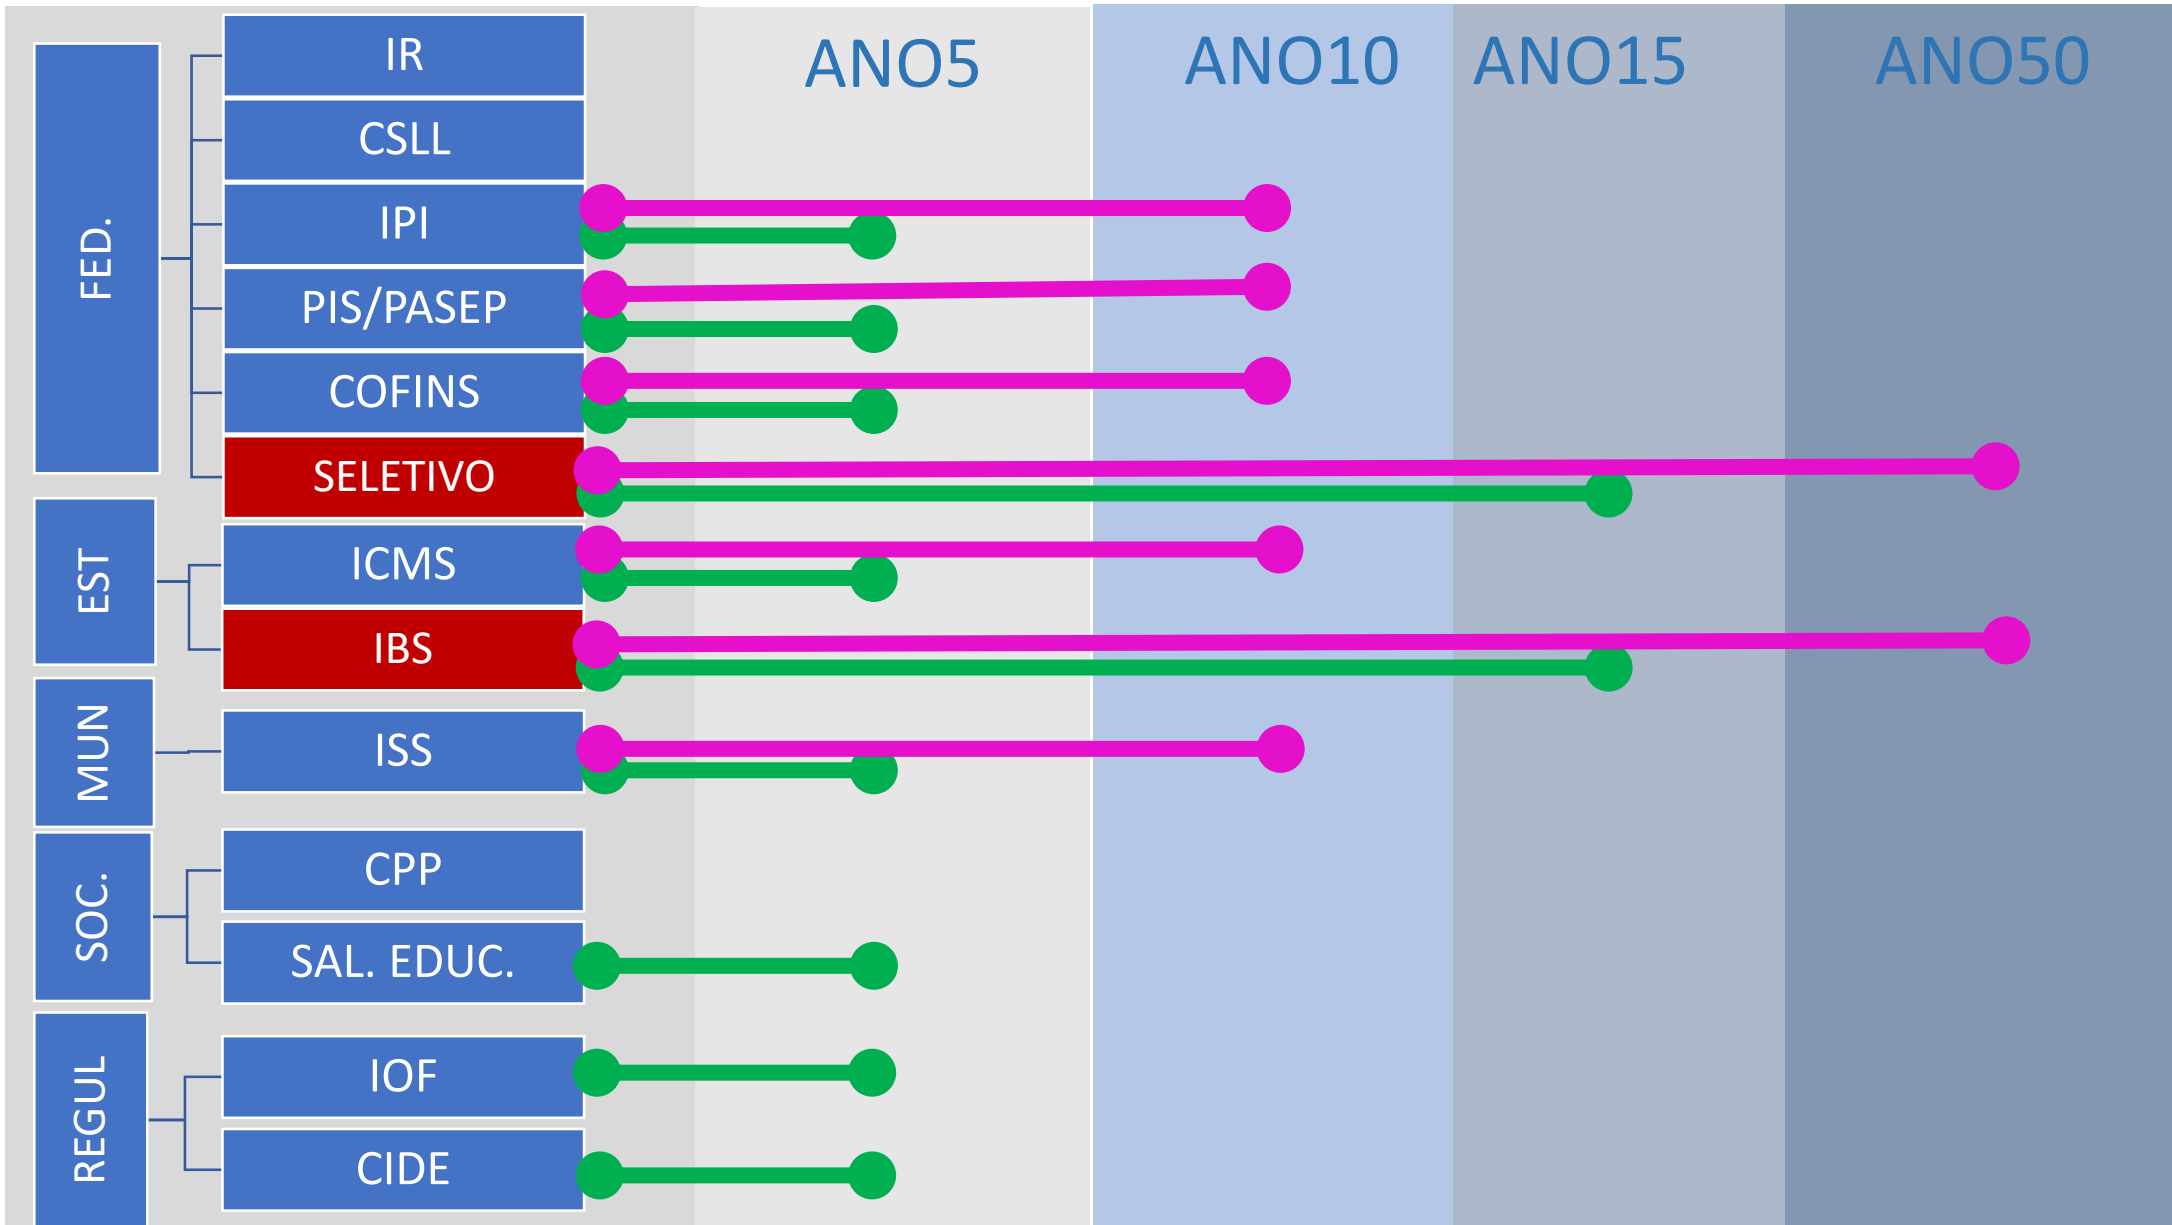 ANO5
ANO10
ANO15
ANO50
FED.
IR
CSLL
IPI
PIS/PASEP
COFINS
SELETIVO
EST
ICMS
IBS
MUN
ISS
SOC.
CPP
SAL. EDUC.
REGUL
IOF
CIDE